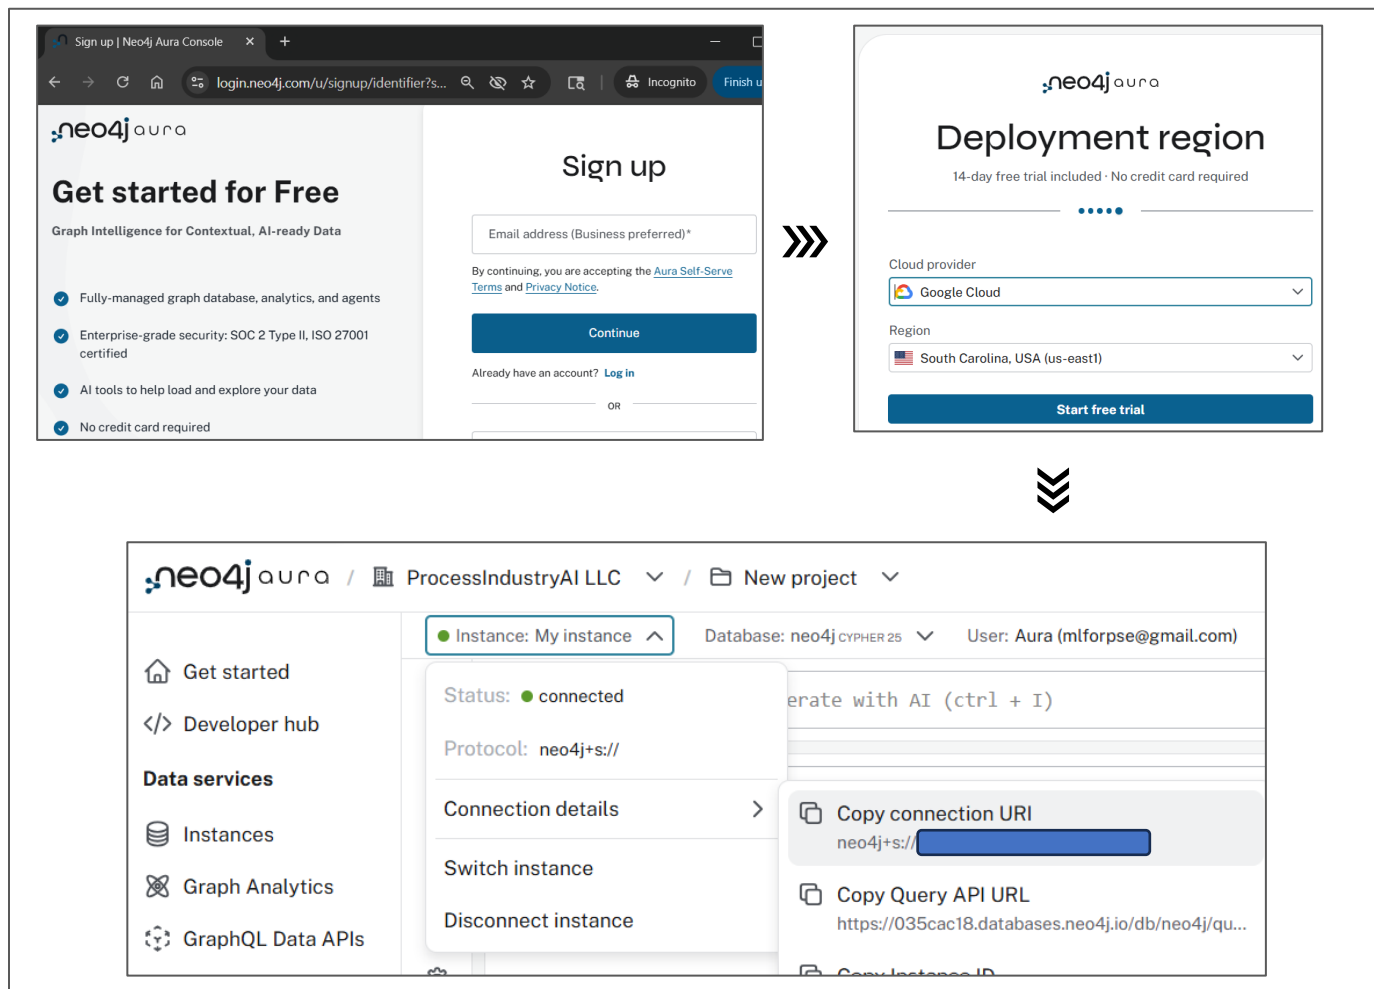 Sign up | Neo4j Aura Console
login.neo4j.com/u/signup/identifier?s...
Incognito
Finish u
neo4j aura
Get started for Free
Graph Intelligence for Contextual, AI-ready Data
Fully-managed graph database, analytics, and agents
Enterprise-grade security: SOC 2 Type II, ISO 27001
certified
AI tools to help load and explore your data
No credit card required
Sign up
Email address (Business preferred)*
By continuing, you are accepting the Aura Self-Serve
Terms and Privacy Notice.
Continue
Already have an account? Log in
OR
neo4j aura
Deployment region
14-day free trial included · No credit card required
Cloud provider
Google Cloud
Region
South Carolina, USA (us-east1)
Start free trial
neo4j aura / ProcessIndustryAI LLC / New project
Instance: My instance Database: neo4j CYPHER 25 User: Aura (mlforpse@gmail.com)
Get started
Developer hub
Data services
Instances
Graph Analytics
GraphQL Data APIs
Status: connected
Protocol: neo4j+s://
Connection details
Switch instance
Disconnect instance
erate with AI (ctrl + I)
Copy connection URI
neo4j+s://
Copy Query API URL
https://035cac18.databases.neo4j.io/db/neo4j/qu...
Copy Instance ID